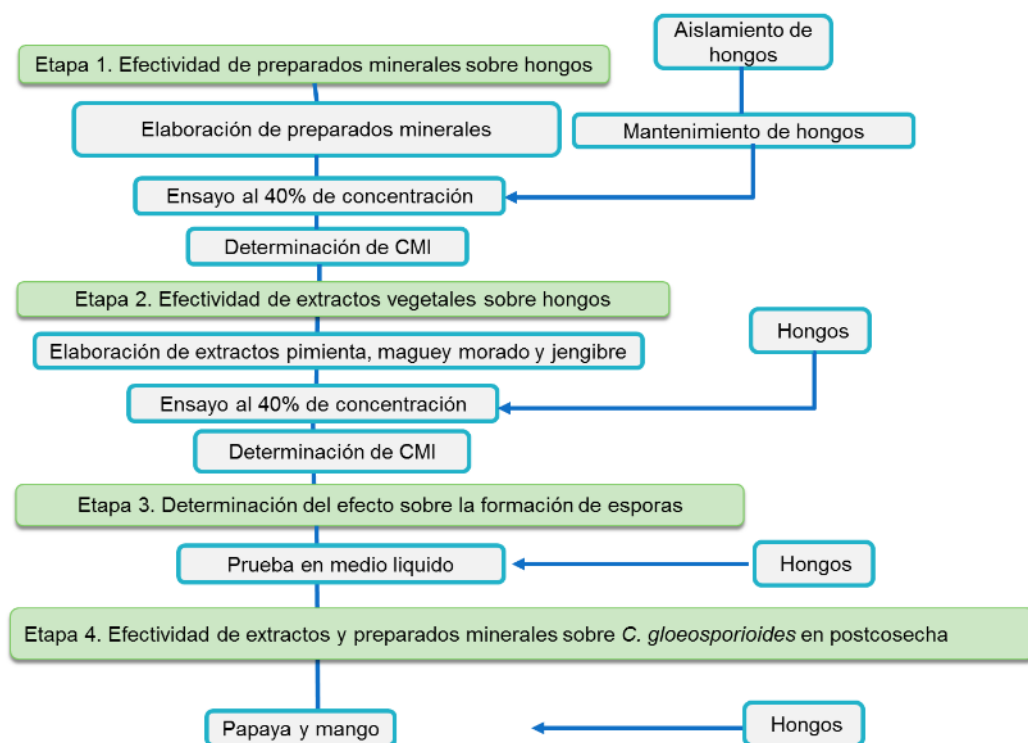 Aislamiento de
hongos
Etapa 1. Efectividad de preparados minerales sobre hongos
Elaboración de preparados minerales
Mantenimiento de hongos
Ensayo al 40% de concentración
Determinación de CMI
Etapa 2. Efectividad de extractos vegetales sobre hongos
Hongos
Elaboración de extractos pimienta, maguey morado y jengibre
Ensayo al 40% de concentración
Determinación de CMI
Etapa 3. Determinación del efecto sobre la formación de esporas
Prueba en medio liquido
Hongos
Etapa 4. Efectividad de extractos y preparados minerales sobre C. gloeosporioides en postcosecha
Papaya y mango
Hongos